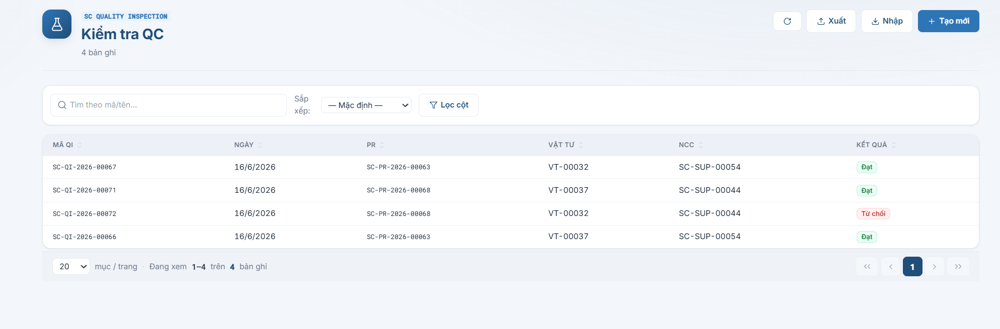 SC QUALITY INSPECTION
Kiểm tra QC
4 bản ghi
Xuất
Nhập
Tạo mới
Tìm theo mã/tên...
Sắp
xếp:
— Mặc định —
Lọc cột
MÃ QI NGÀY PR VẬT TƯ NCC KẾT QUẢ
SC-QI-2026-00067 16/6/2026 SC-PR-2026-00063 VT-00032 SC-SUP-00054 Đạt
SC-QI-2026-00071 16/6/2026 SC-PR-2026-00068 VT-00037 SC-SUP-00044 Đạt
SC-QI-2026-00072 16/6/2026 SC-PR-2026-00068 VT-00032 SC-SUP-00044 Từ chối
SC-QI-2026-00066 16/6/2026 SC-PR-2026-00063 VT-00037 SC-SUP-00054 Đạt
20 mục / trang · Đang xem 1–4 trên 4 bản ghi
« ‹ 1 › »